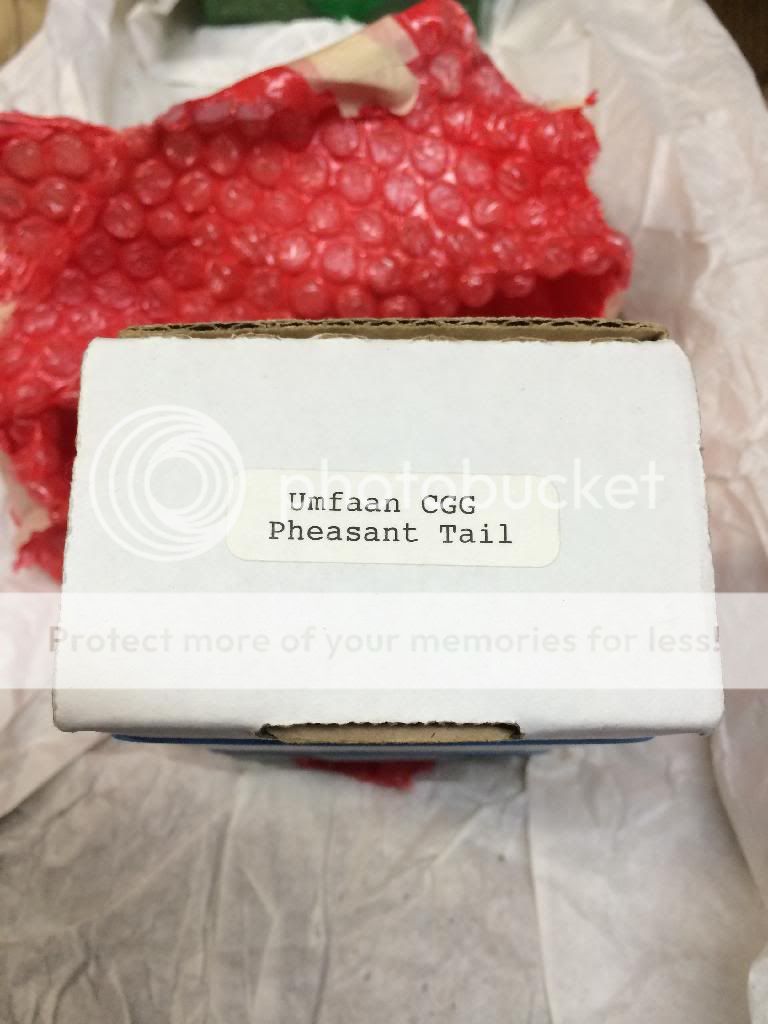 Umfaan CGG
Pheasant Tail
photobucket
Protect more of your memories for less!